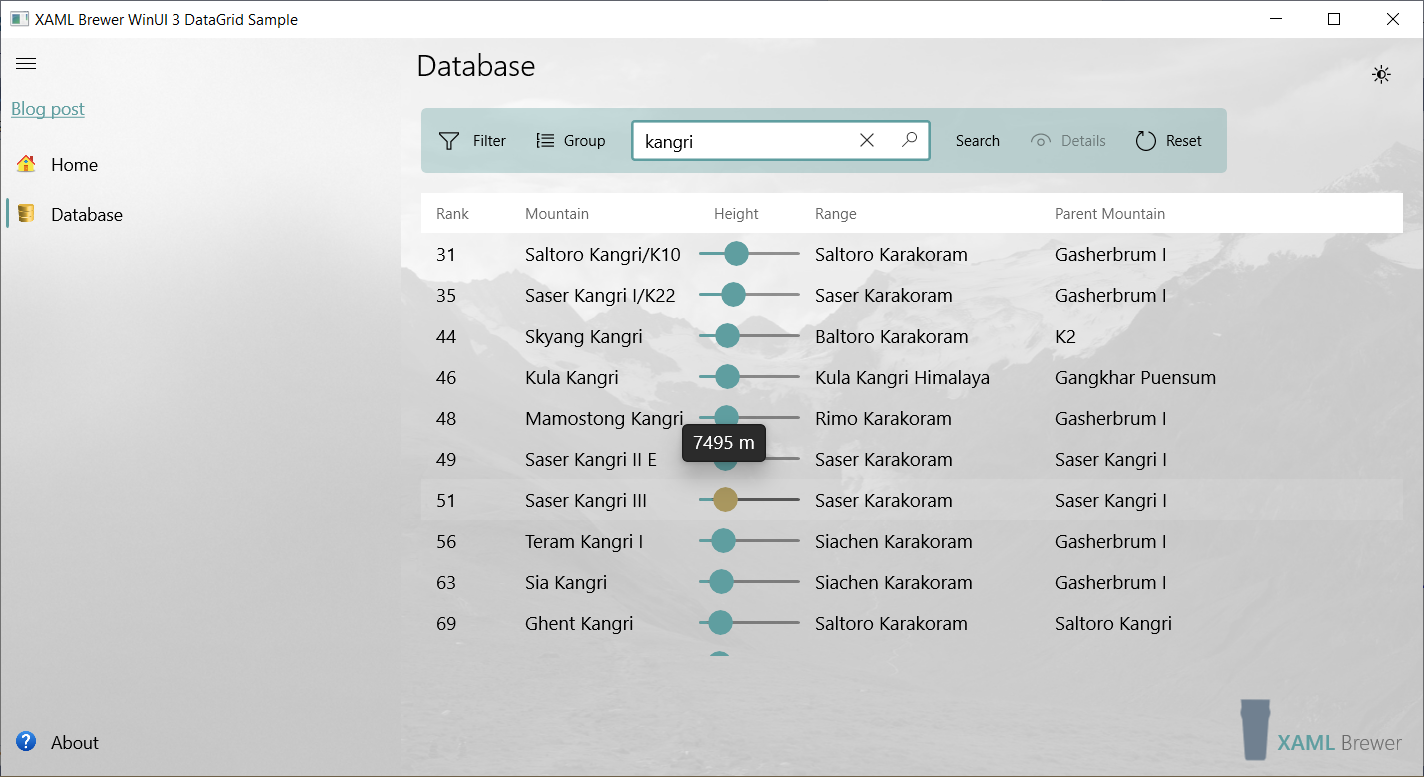 XAML Brewer WinUI 3 DataGrid Sample
Database
Blog post
Filter Group kangri Search Details Reset
Home
Database
Rank Mountain Height Range Parent Mountain
31 Saltoro Kangri/K10 Saltoro Karakoram Gasherbrum I
35 Saser Kangri I/K22 Saser Karakoram Gasherbrum I
44 Skyang Kangri Baltoro Karakoram K2
46 Kula Kangri Kula Kangri Himalaya Gangkhar Puensum
48 Mamostong Kangri Rimo Karakoram Gasherbrum I
7495 m
49 Saser Kangri II E Saser Karakoram Saser Kangri I
51 Saser Kangri III Saser Karakoram Saser Kangri I
56 Teram Kangri I Siachen Karakoram Gasherbrum I
63 Sia Kangri Siachen Karakoram Gasherbrum I
69 Ghent Kangri Saltoro Karakoram Saltoro Kangri
? About
XAML Brewer